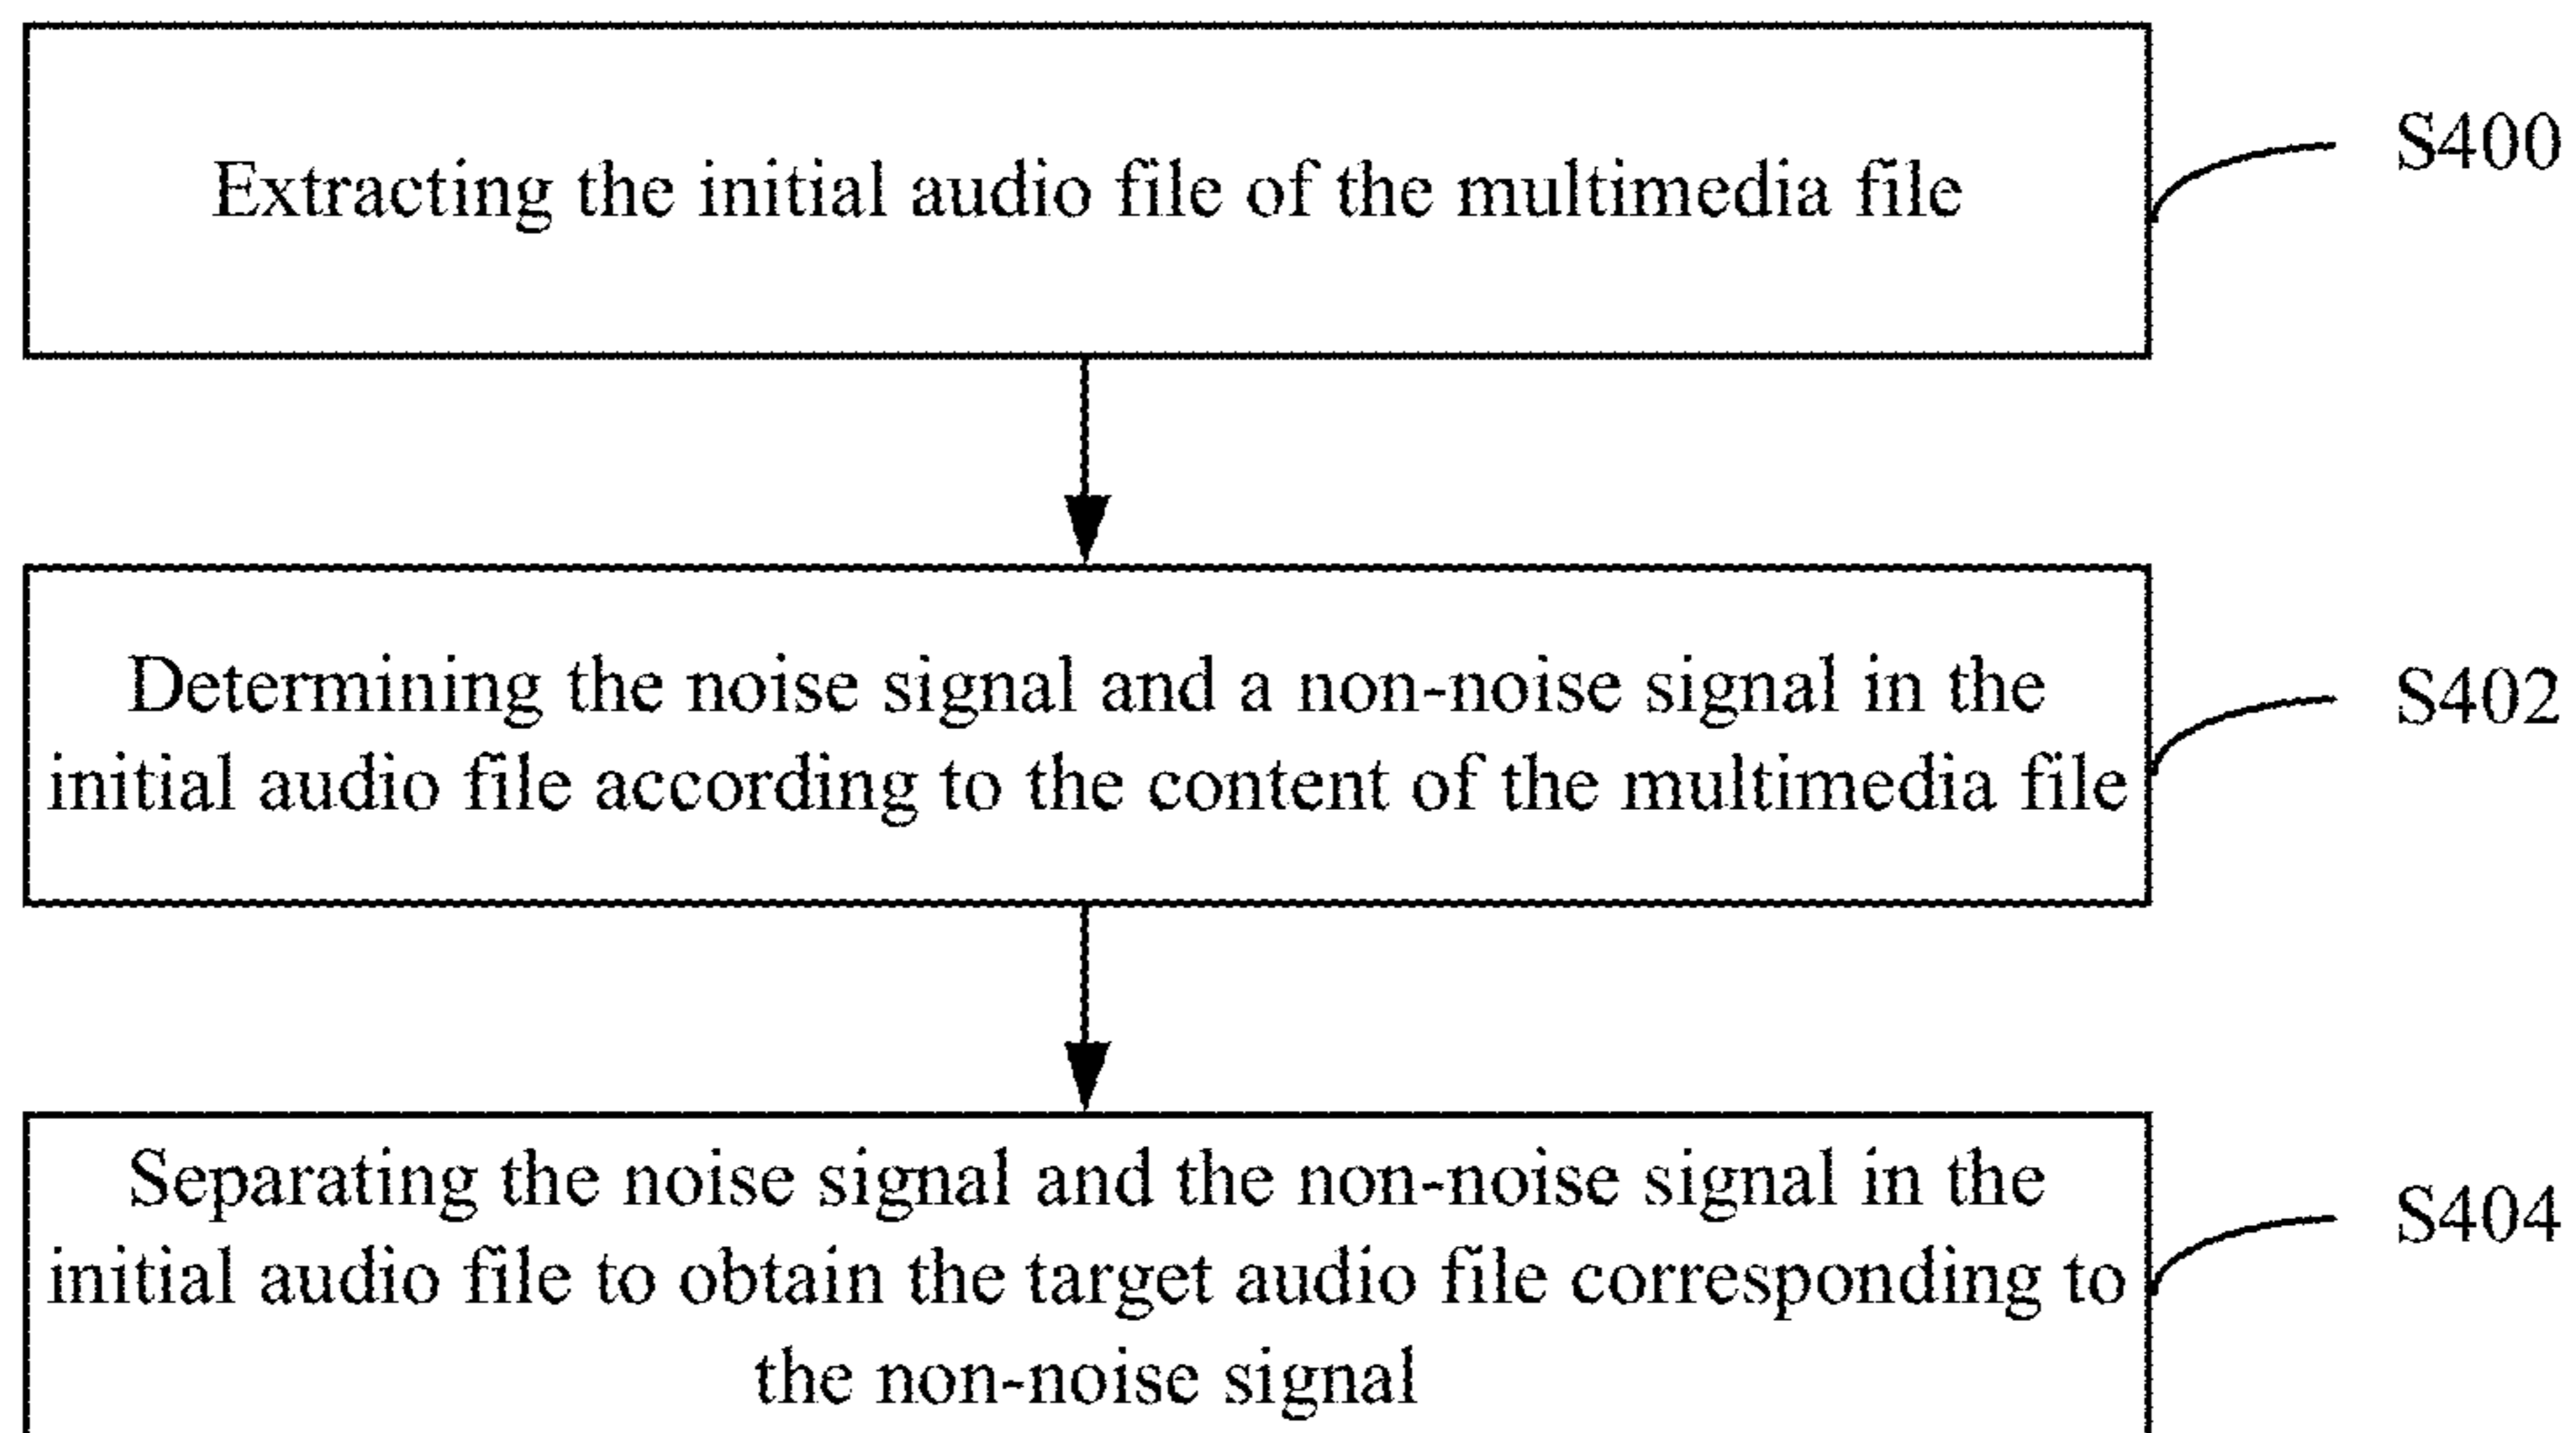 Extracting the initial audio file of the multimedia file
S400
Determining the noise signal and a non-noise signal in the
initial audio file according to the content of the multimedia file
S402
Separating the noise signal and the non-noise signal in the
initial audio file to obtain the target audio file corresponding to
the non-noise signal
S404